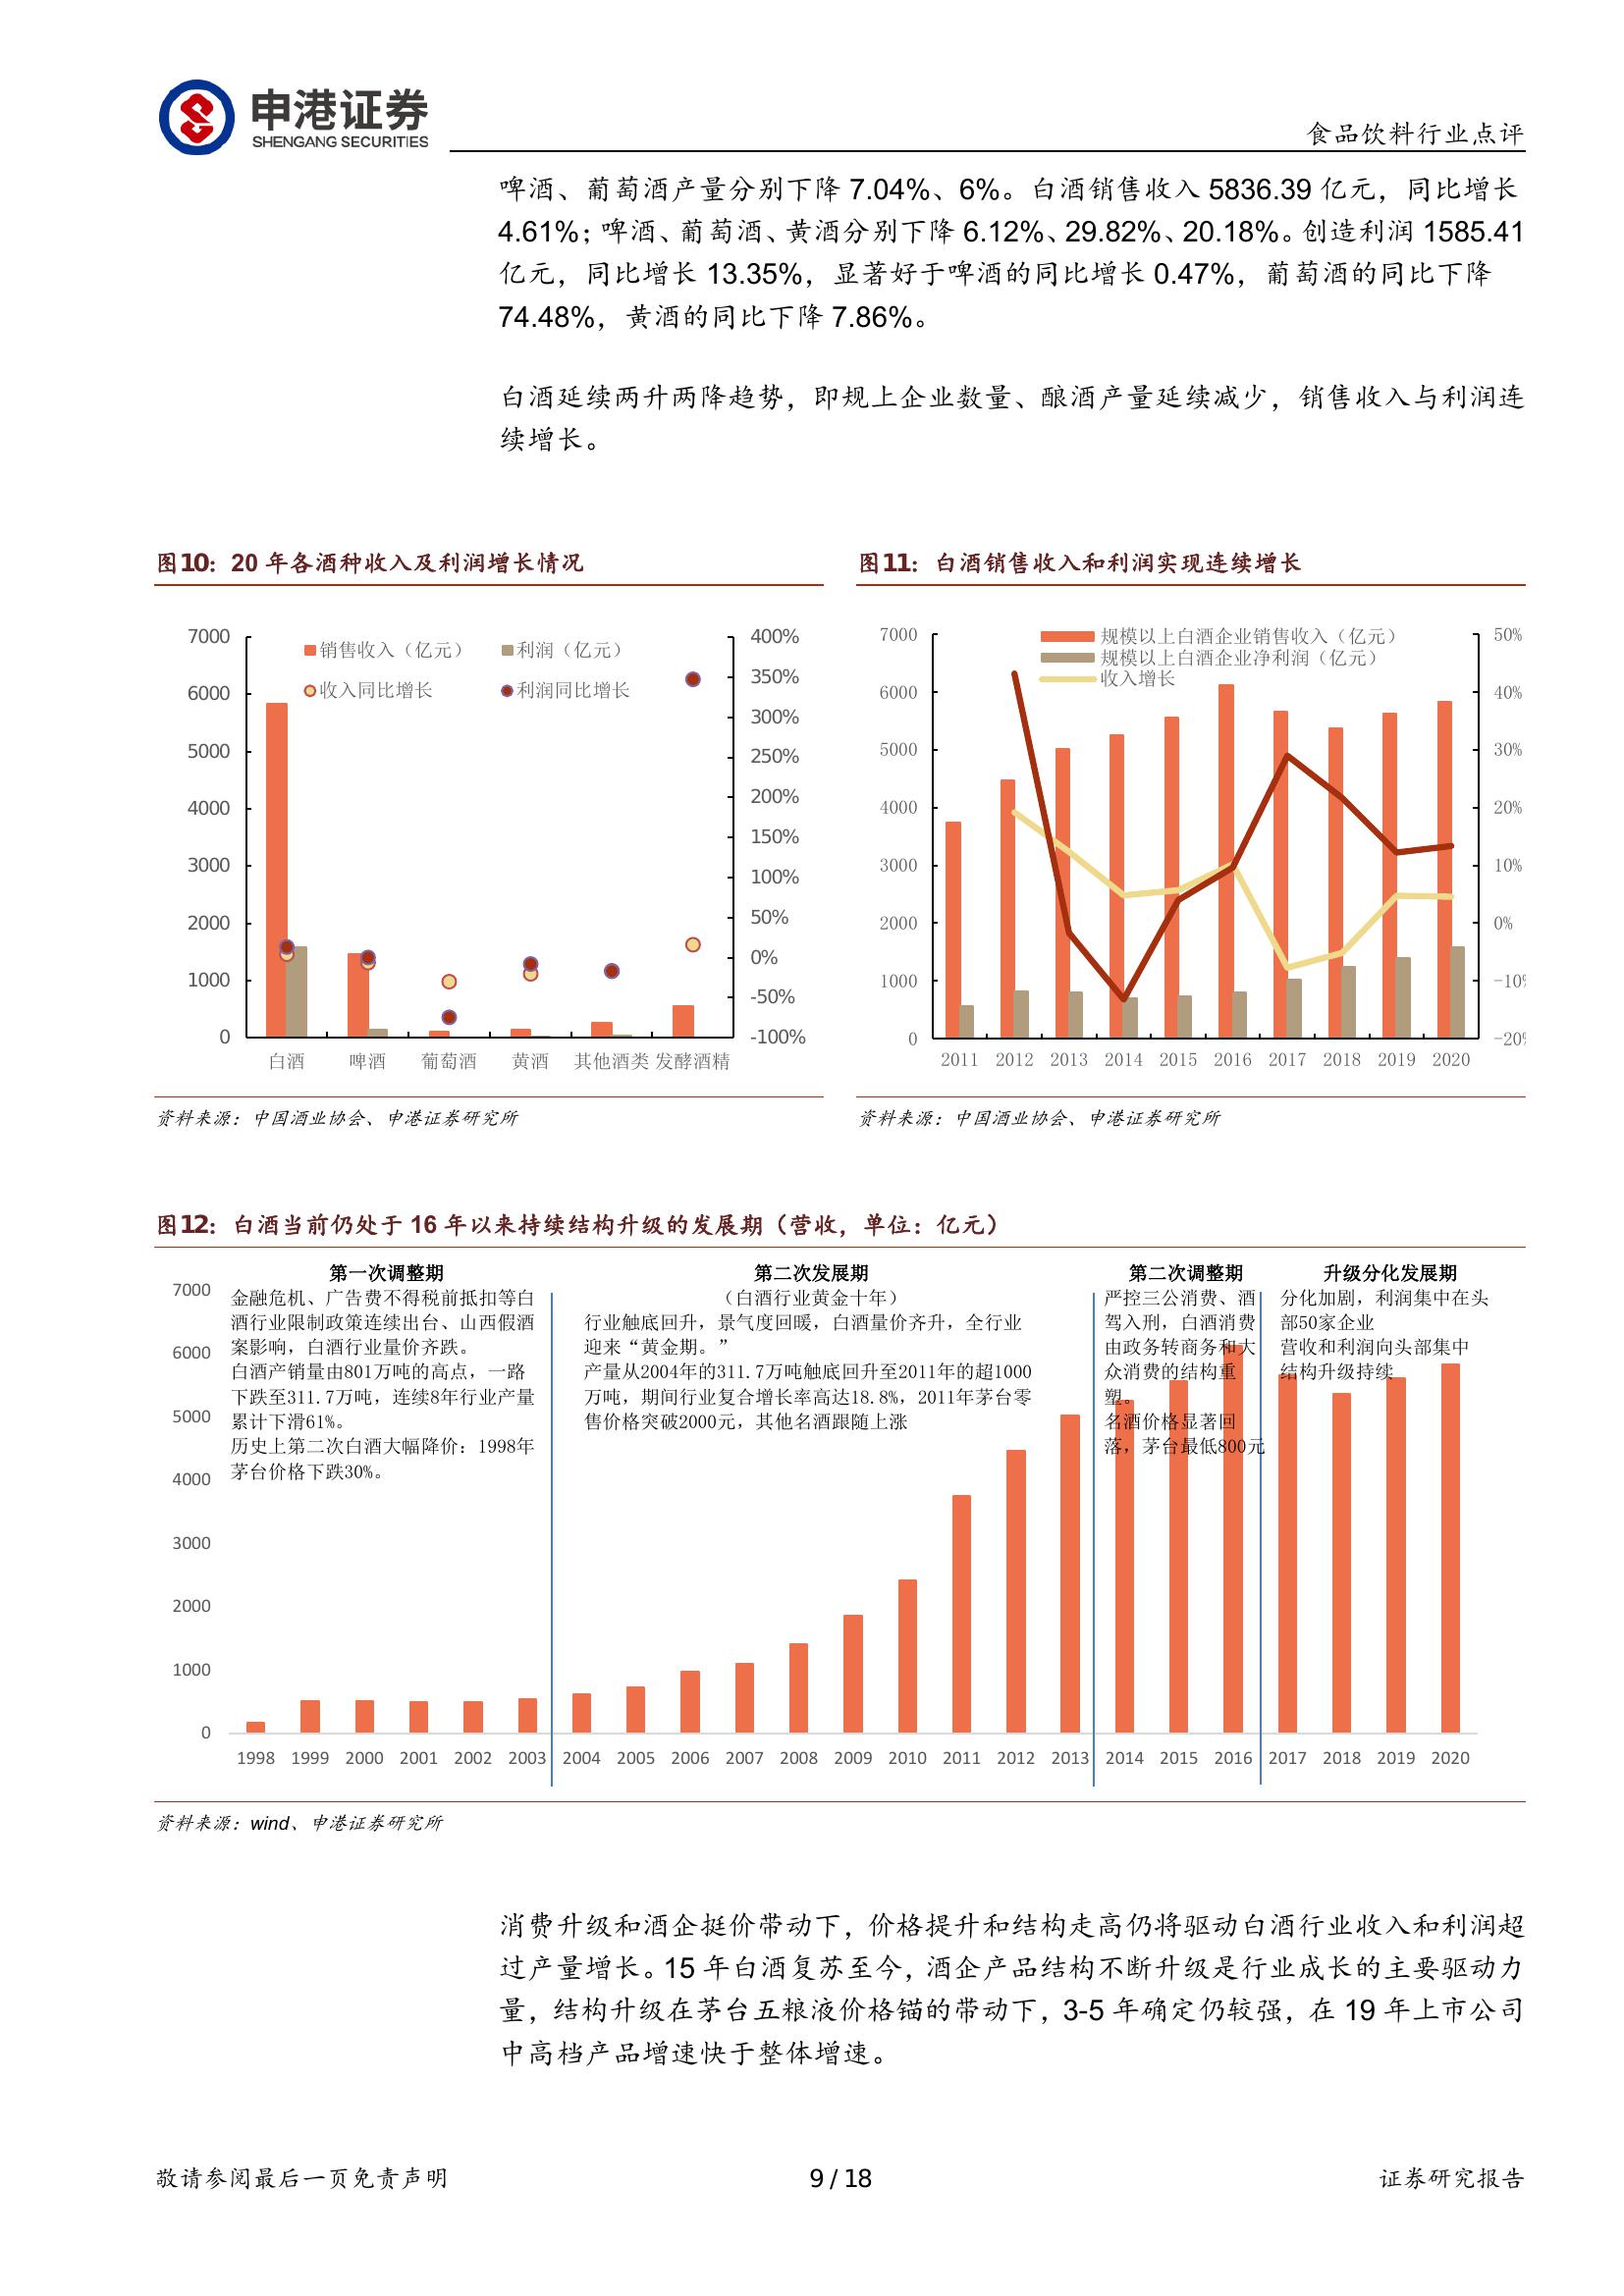 申港证券
SHENGANG SECURITIES
食品饮料行业点评
啤酒、葡萄酒产量分别下降 7.04%、6%。白酒销售收入 5836.39 亿元，同比增长
4.61%；啤酒、葡萄酒、黄酒分别下降 6.12%、29.82%、20.18%。创造利润 1585.41
亿元，同比增长 13.35%，显著好于啤酒的同比增长 0.47%，葡萄酒的同比下降
74.48%，黄酒的同比下降 7.86%。
白酒延续两升两降趋势，即规上企业数量、酿酒产量延续减少，销售收入与利润连
续增长。
图10：20 年各酒种收入及利润增长情况
7000
6000
5000
4000
3000
2000
1000
0
销售收入（亿元）
利润（亿元）
收入同比增长
利润同比增长
400%
350%
300%
250%
200%
150%
100%
50%
0%
-50%
-100%
白酒 啤酒 葡萄酒 黄酒 其他酒类 发酵酒精
资料来源：中国酒业协会、申港证券研究所
图11：白酒销售收入和利润实现连续增长
7000
6000
5000
4000
3000
2000
1000
0
规模以上白酒企业销售收入（亿元）
规模以上白酒企业净利润（亿元）
收入增长
50%
40%
30%
20%
10%
0%
-10%
-20%
2011 2012 2013 2014 2015 2016 2017 2018 2019 2020
资料来源：中国酒业协会、申港证券研究所
图12：白酒当前仍处于 16 年以来持续结构升级的发展期（营收，单位：亿元）
7000
6000
5000
4000
3000
2000
1000
0
第一次调整期
金融危机、广告费不得税前抵扣等白
酒行业限制政策连续出台、山西假酒
案影响，白酒行业量价齐跌。
白酒产销量由801万吨的高点，一路
下跌至311.7万吨，连续8年行业产量
累计下滑61%。
历史上第二次白酒大幅降价：1998年
茅台价格下跌30%。
第二次发展期
（白酒行业黄金十年）
行业触底回升，景气度回暖，白酒量价齐升，全行业
迎来“黄金期。”
产量从2004年的311.7万吨触底回升至2011年的超1000
万吨，期间行业复合增长率高达18.8%，2011年茅台零
售价格突破2000元，其他名酒跟随上涨
第二次调整期
严控三公消费、酒
驾入刑，白酒消费
由政务转商务和大
众消费的结构重
塑。
名酒价格显著回
落，茅台最低800元
升级分化发展期
分化加剧，利润集中在头
部50家企业
营收和利润向头部集中
结构升级持续
1998 1999 2000 2001 2002 2003 2004 2005 2006 2007 2008 2009 2010 2011 2012 2013 2014 2015 2016 2017 2018 2019 2020
资料来源：wind、申港证券研究所
消费升级和酒企挺价带动下，价格提升和结构走高仍将驱动白酒行业收入和利润超
过产量增长。15 年白酒复苏至今，酒企产品结构不断升级是行业成长的主要驱动力
量，结构升级在茅台五粮液价格锚的带动下，3-5 年确定仍较强，在 19 年上市公司
中高档产品增速快于整体增速。
敬请参阅最后一页免责声明
9 / 18
证券研究报告